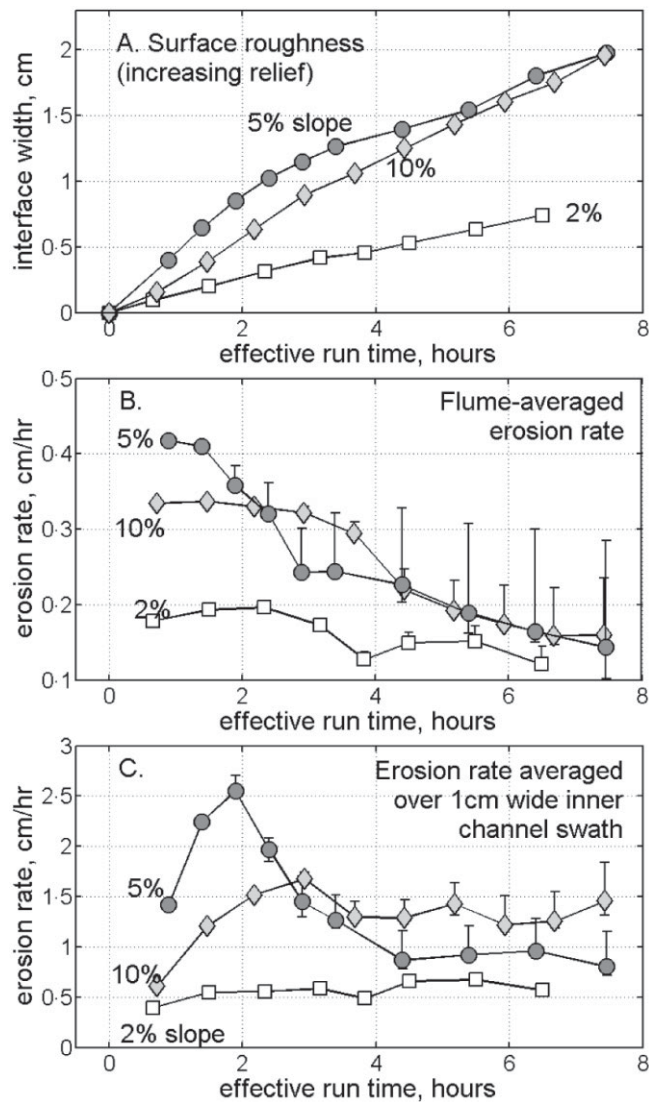 A. Surface roughness
(increasing relief)
5% slope
10%
2%
interface width, cm
2
1·5
1
0·5
0
0 2 4 6 8
effective run time, hours
B.
Flume-averaged
erosion rate
5%
10%
2%
erosion rate, cm/hr
0·5
0·4
0·3
0·2
0·1
0 2 4 6 8
effective run time, hours
C.
Erosion rate averaged
over 1cm wide inner
channel swath
5%
10%
2% slope
erosion rate, cm/hr
3
2·5
2
1·5
1
0·5
0
0 2 4 6 8
effective run time, hours